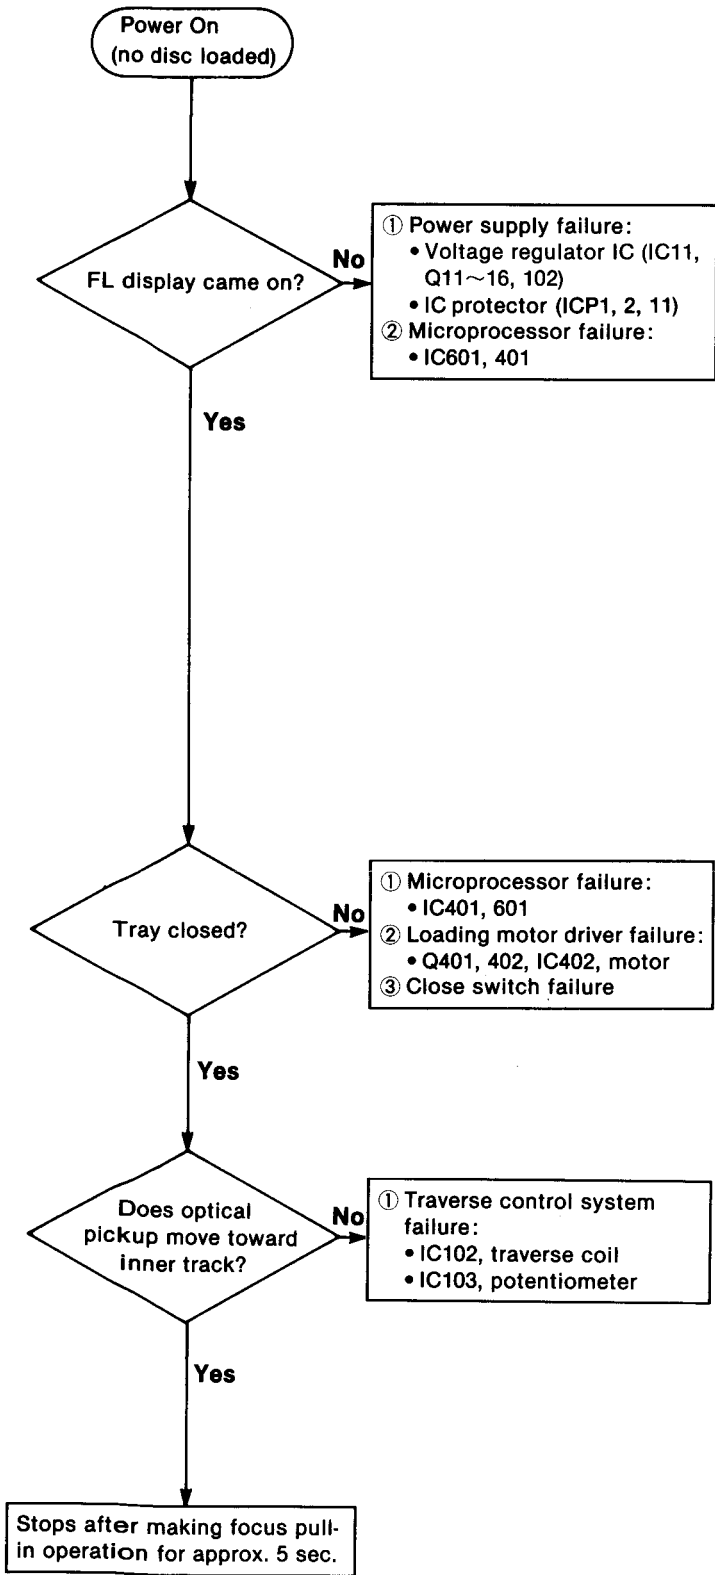 Power On
(no disc loaded)
FL display came on?
No
① Power supply failure:
• Voltage regulator IC (IC11,
Q11~16, 102)
• IC protector (ICP1, 2, 11)
② Microprocessor failure:
• IC601, 401
Yes
Tray closed?
No
① Microprocessor failure:
• IC401, 601
② Loading motor driver failure:
• Q401, 402, IC402, motor
③ Close switch failure
Yes
Does optical
pickup move toward
inner track?
No
① Traverse control system
failure:
• IC102, traverse coil
• IC103, potentiometer
Yes
Stops after making focus pull-
in operation for approx. 5 sec.